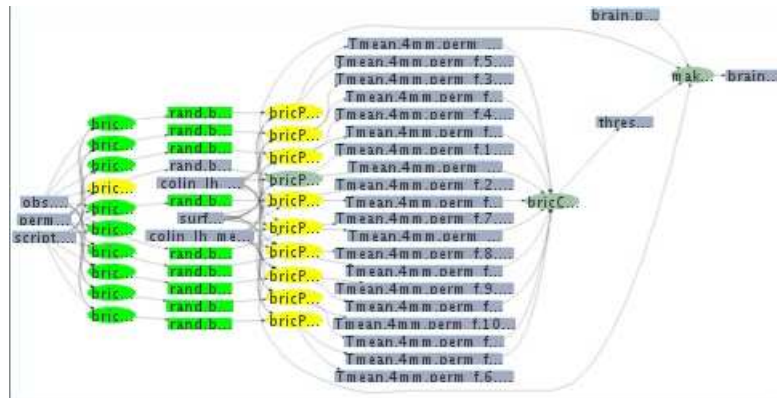 obs...
perm...
script....
bric...
bric...
bric...
bric...
bric...
bric...
bric...
bric...
bric...
bric...
rand.b...
rand.b...
rand.b...
rand.b...
colin_lh_...
rand.b...
surf...
colin_lh_me...
rand.b...
rand.b...
rand.b...
rand.b...
rand.b...
bricP...
bricP...
bricP...
bricP...
bricP...
bricP...
bricP...
bricP...
bricP...
bricP...
Tmean.4mm.perm_...
Tmean.4mm.perm_f.5....
Tmean.4mm.perm_f.3....
Tmean.4mm.perm_f...
Tmean.4mm.perm_f.4....
Tmean.4mm.perm_f...
Tmean.4mm.perm_f.1....
Tmean.4mm.perm_...
Tmean.4mm.perm_f.2....
Tmean.4mm.perm_f...
Tmean.4mm.perm_f.7....
Tmean.4mm.perm_...
Tmean.4mm.perm_f.8....
Tmean.4mm.perm_f...
Tmean.4mm.perm_f.9....
Tmean.4mm.perm_f...
Tmean.4mm.perm_f.10...
Tmean.4mm.perm_f...
Tmean.4mm.perm_f...
Tmean.4mm.perm_f.6....
bricC...
thres...
brain.p...
mak...
brain...